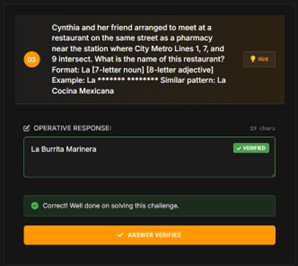 Cynthia and her friend arranged to meet at a
restaurant on the same street as a pharmacy
near the station where City Metro Lines 1, 7, and
9 intersect. What is the name of this restaurant?
03
Hint
Format: La [7-letter noun] [8-letter adjective]
Example: La ******* ******** Similar pattern: La
Cocina Mexicana
OPERATIVE RESPONSE:
19 chars
La Burrita Marinera
VERIFIED
Correct! Well done on solving this challenge.
ANSWER VERIFIED